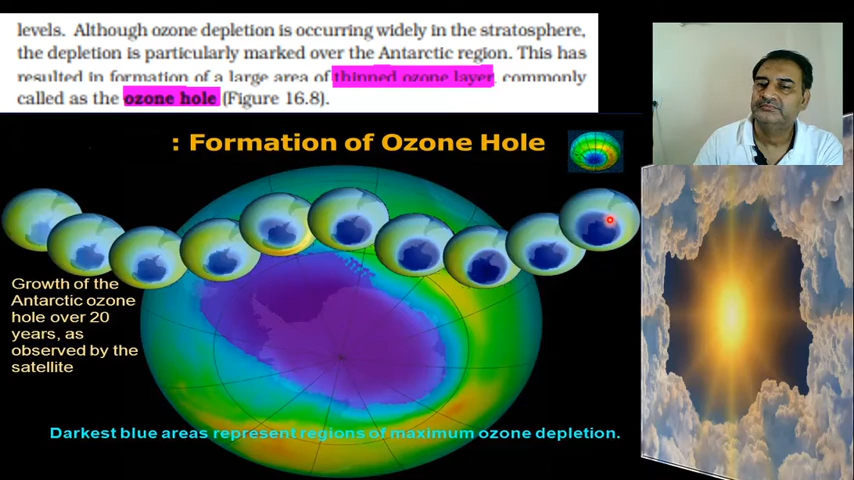 levels. Although ozone depletion is occurring widely in the stratosphere,
the depletion is particularly marked over the Antarctic region. This has
resulted in formation of a large area of thinned ozone layer, commonly
called as the ozone hole (Figure 16.8).
: Formation of Ozone Hole
Growth of the
Antarctic ozone
hole over 20
years, as
observed by the
satellite
Darkest blue areas represent regions of maximum ozone depletion.